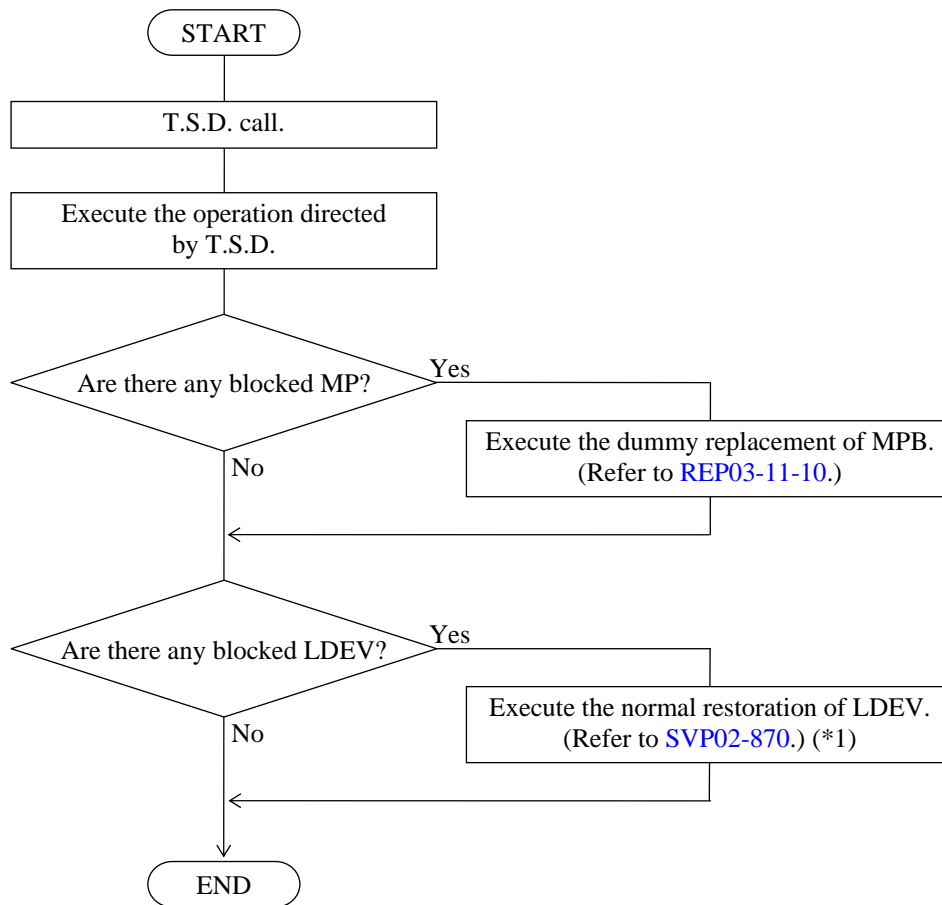 START
T.S.D. call.
Execute the operation directed
by T.S.D.
Are there any blocked MP?
Yes
Execute the dummy replacement of MPB.
(Refer to REP03-11-10.)
No
Are there any blocked LDEV?
Yes
Execute the normal restoration of LDEV.
(Refer to SVP02-870.) (*1)
No
END